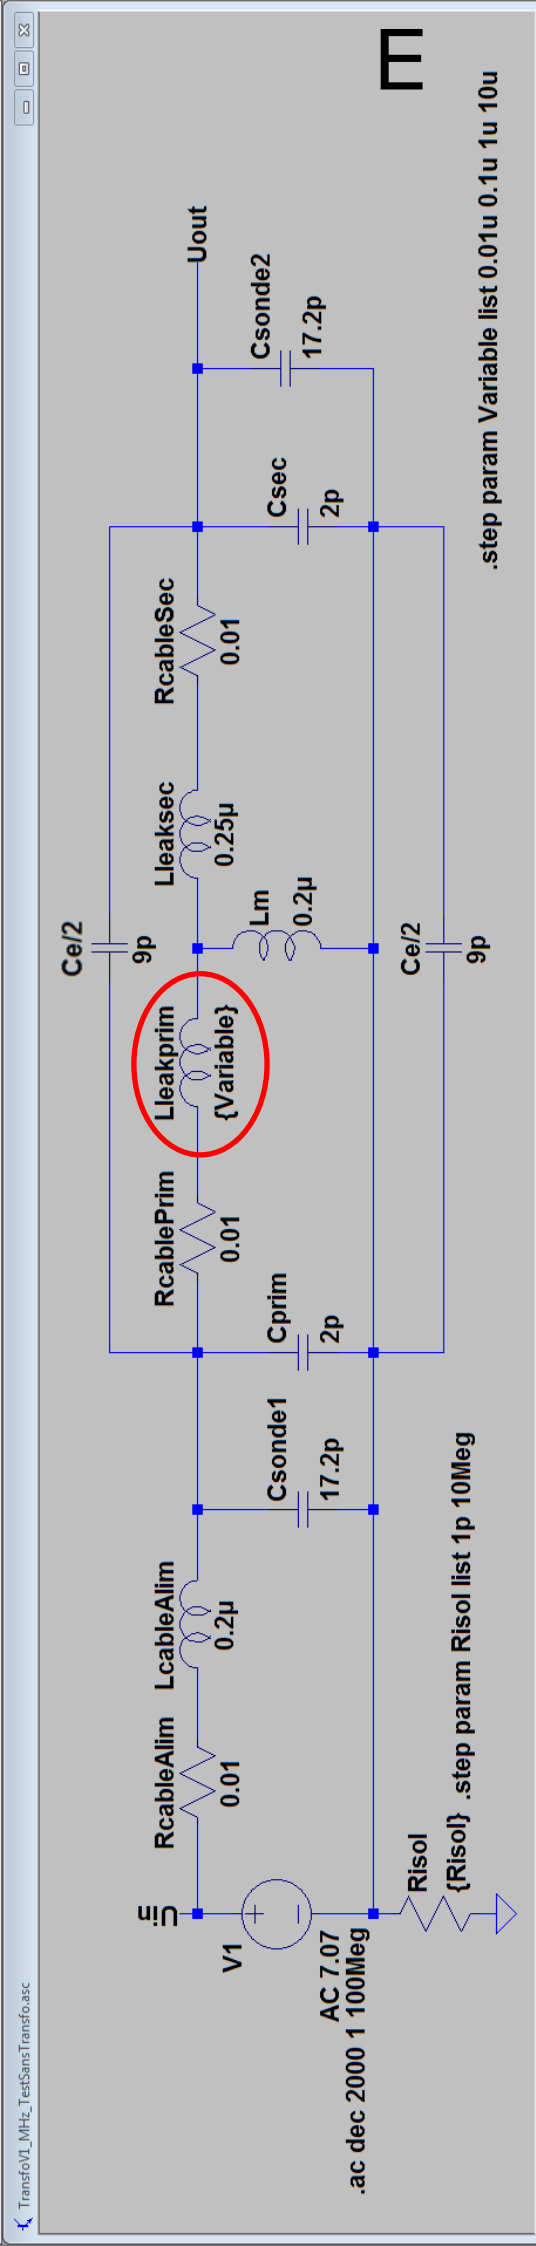 TransfoV1_MHz_TestSansTransfo.asc
E
Ce/2
9p
Uin
RcableAlim
0.01
LcableAlim
0.2µ
RcablePrim
0.01
Lleakprim
{Variable}
Lleaksec
0.25µ
RcableSec
0.01
Uout
V1
AC 7.07
.ac dec 2000 1 100Meg
Csonde1
17.2p
Cprim
2p
Lm
0.2µ
Csec
2p
Csonde2
17.2p
Risol
{Risol}
.step param Risol list 1p 10Meg
Ce/2
9p
.step param Variable list 0.01u 0.1u 1u 10u